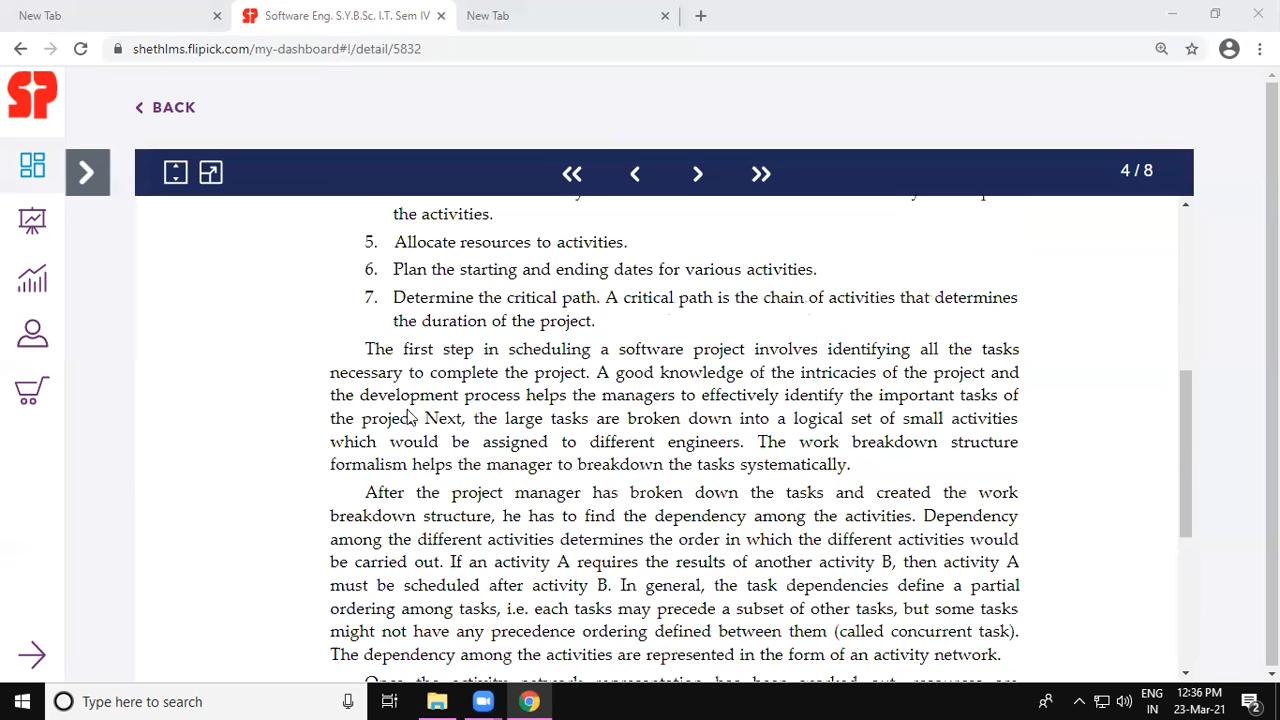 New Tab
Software Eng. S.Y.B.Sc. I.T. Sem IV
New Tab
shethlms.flipick.com/my-dashboard#!/detail/5832
SP
BACK
4 / 8
the activities.
5. Allocate resources to activities.
6. Plan the starting and ending dates for various activities.
7. Determine the critical path. A critical path is the chain of activities that determines
the duration of the project.
The first step in scheduling a software project involves identifying all the tasks
necessary to complete the project. A good knowledge of the intricacies of the project and
the development process helps the managers to effectively identify the important tasks of
the project. Next, the large tasks are broken down into a logical set of small activities
which would be assigned to different engineers. The work breakdown structure
formalism helps the manager to breakdown the tasks systematically.
After the project manager has broken down the tasks and created the work
breakdown structure, he has to find the dependency among the activities. Dependency
among the different activities determines the order in which the different activities would
be carried out. If an activity A requires the results of another activity B, then activity A
must be scheduled after activity B. In general, the task dependencies define a partial
ordering among tasks, i.e. each tasks may precede a subset of other tasks, but some tasks
might not have any precedence ordering defined between them (called concurrent task).
The dependency among the activities are represented in the form of an activity network.
Once the activity network representation has been worked out, resources are
Type here to search
ENG
IN
12:36 PM
23-Mar-21
2